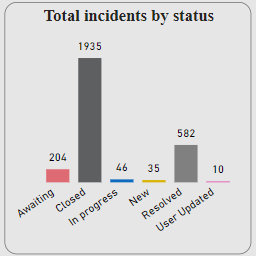 Total incidents by status
1935
582
204
46
35
10
Awaiting
Closed
In progress
New
Resolved
User Updated